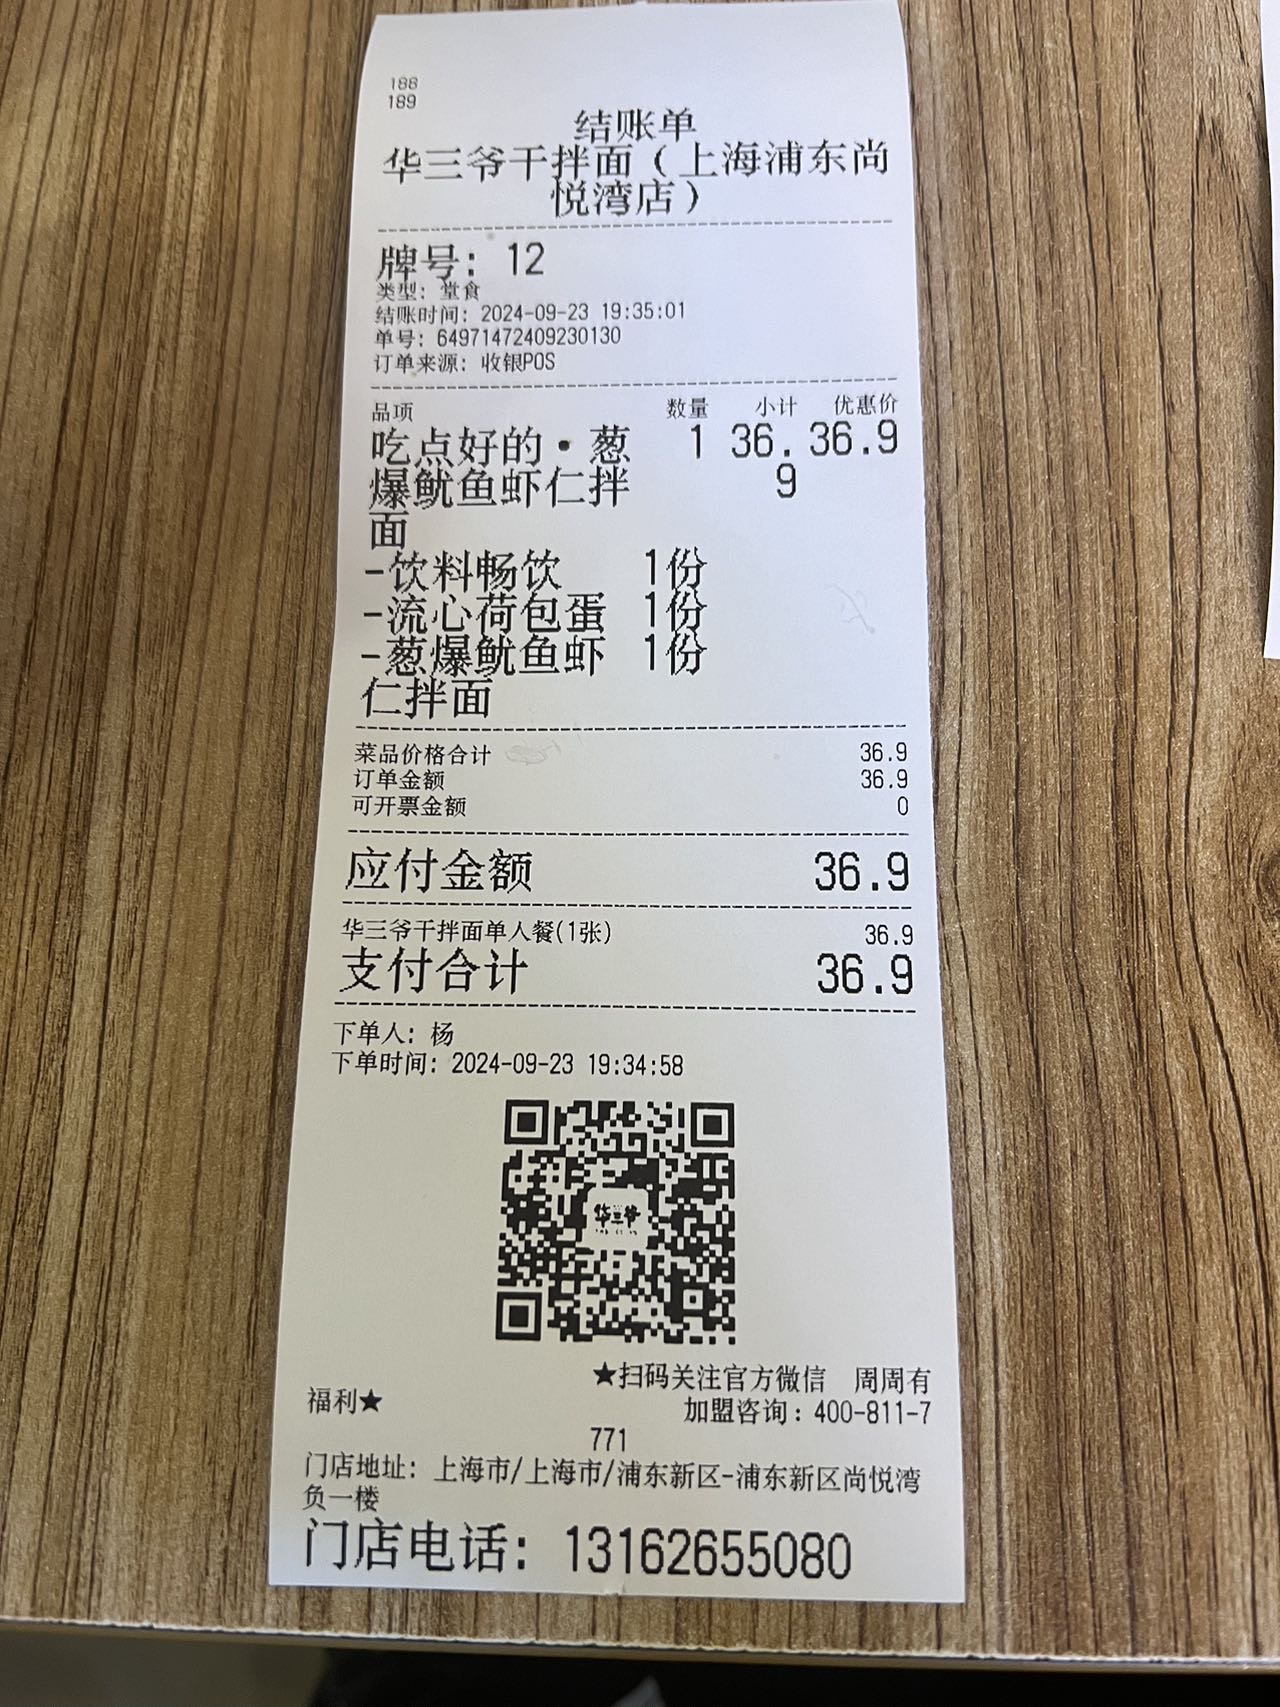 188
189
结账单
华三爷干拌面（上海浦东尚
悦湾店）
牌号：12
类型：堂食
结账时间：2024-09-23 19:35:01
单号：64971472409230130
订单来源：收银POS
品项 数量 小计 优惠价
吃点好的·葱 1 36. 36.9
爆鱿鱼虾仁拌 9
面
-饮料畅饮 1份
-流心荷包蛋 1份
-葱爆鱿鱼虾 1份
仁拌面
菜品价格合计 36.9
订单金额 36.9
可开票金额 0
应付金额 36.9
华三爷干拌面单人餐(1张) 36.9
支付合计 36.9
下单人：杨
下单时间：2024-09-23 19:34:58
华三爷
★扫码关注官方微信 周周有
福利★ 加盟咨询：400-811-7
771
门店地址：上海市/上海市/浦东新区-浦东新区尚悦湾
负一楼
门店电话：13162655080